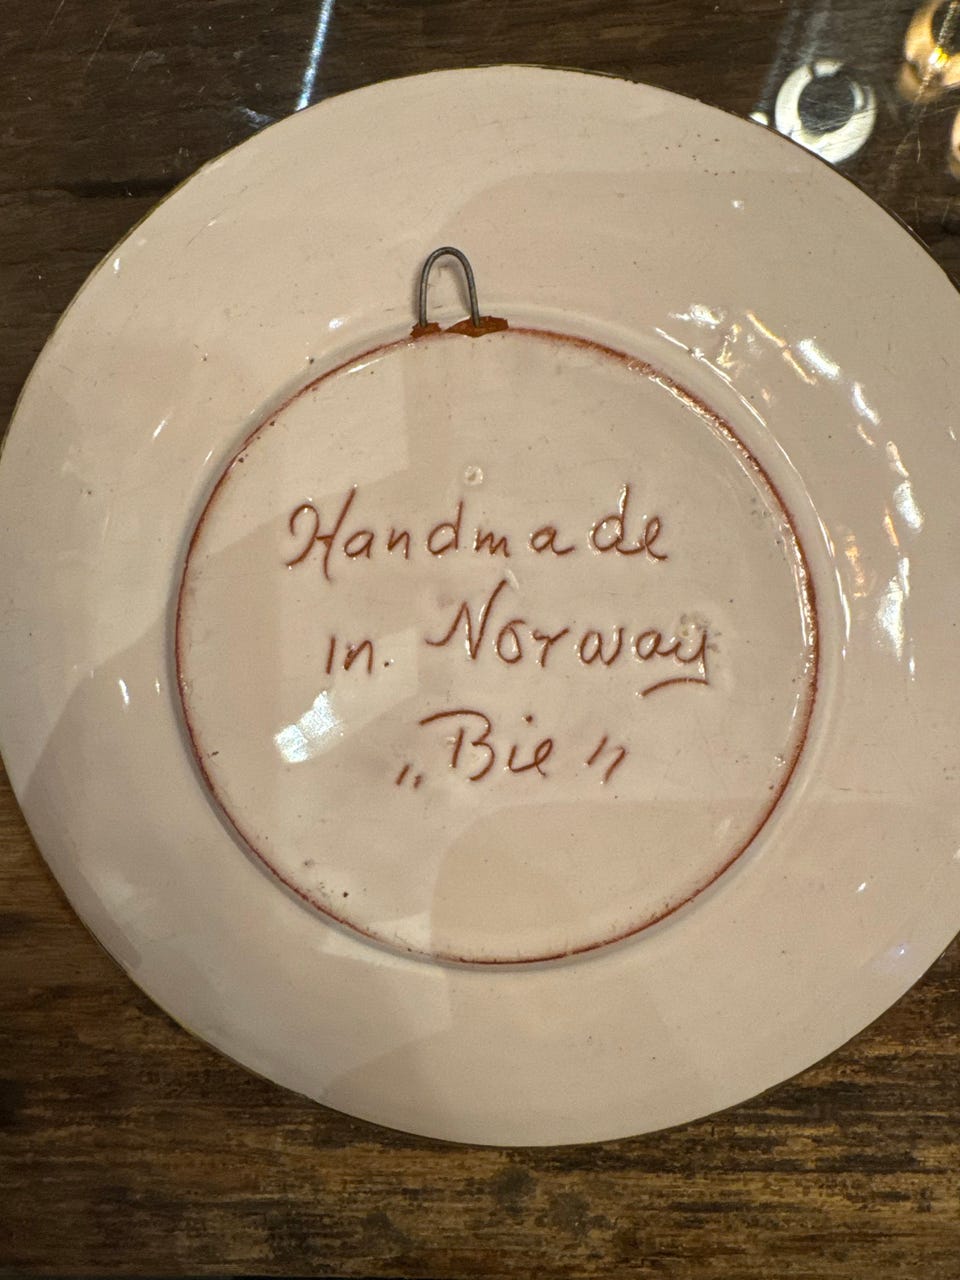 Handmade
in. Norway
„Bie”